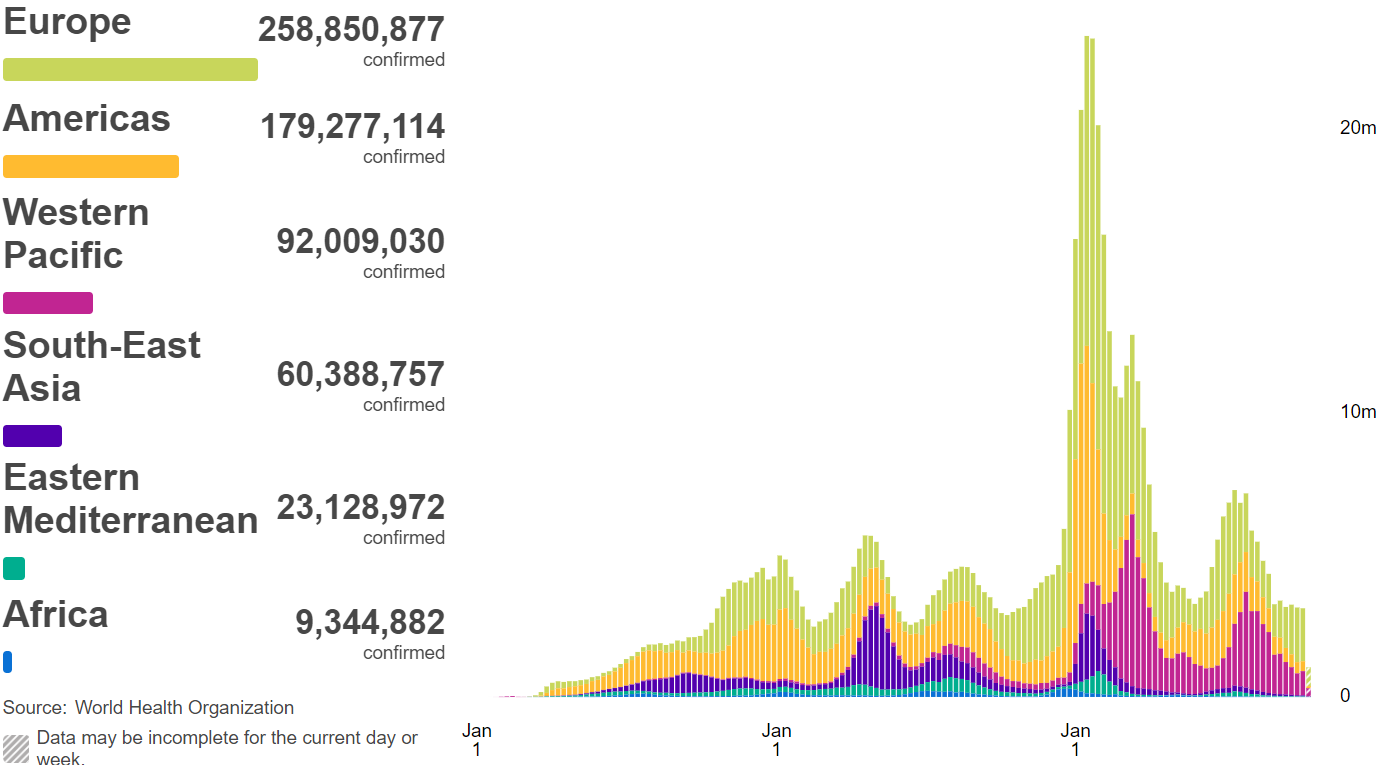 Europe
258,850,877
confirmed
Americas
179,277,114
confirmed
Western
Pacific
92,009,030
confirmed
South-East
Asia
60,388,757
confirmed
Eastern
Mediterranean
23,128,972
confirmed
Africa
9,344,882
confirmed
Source: World Health Organization
Data may be incomplete for the current day or
week.
20m
10m
0
Jan
1
Jan
1
Jan
1